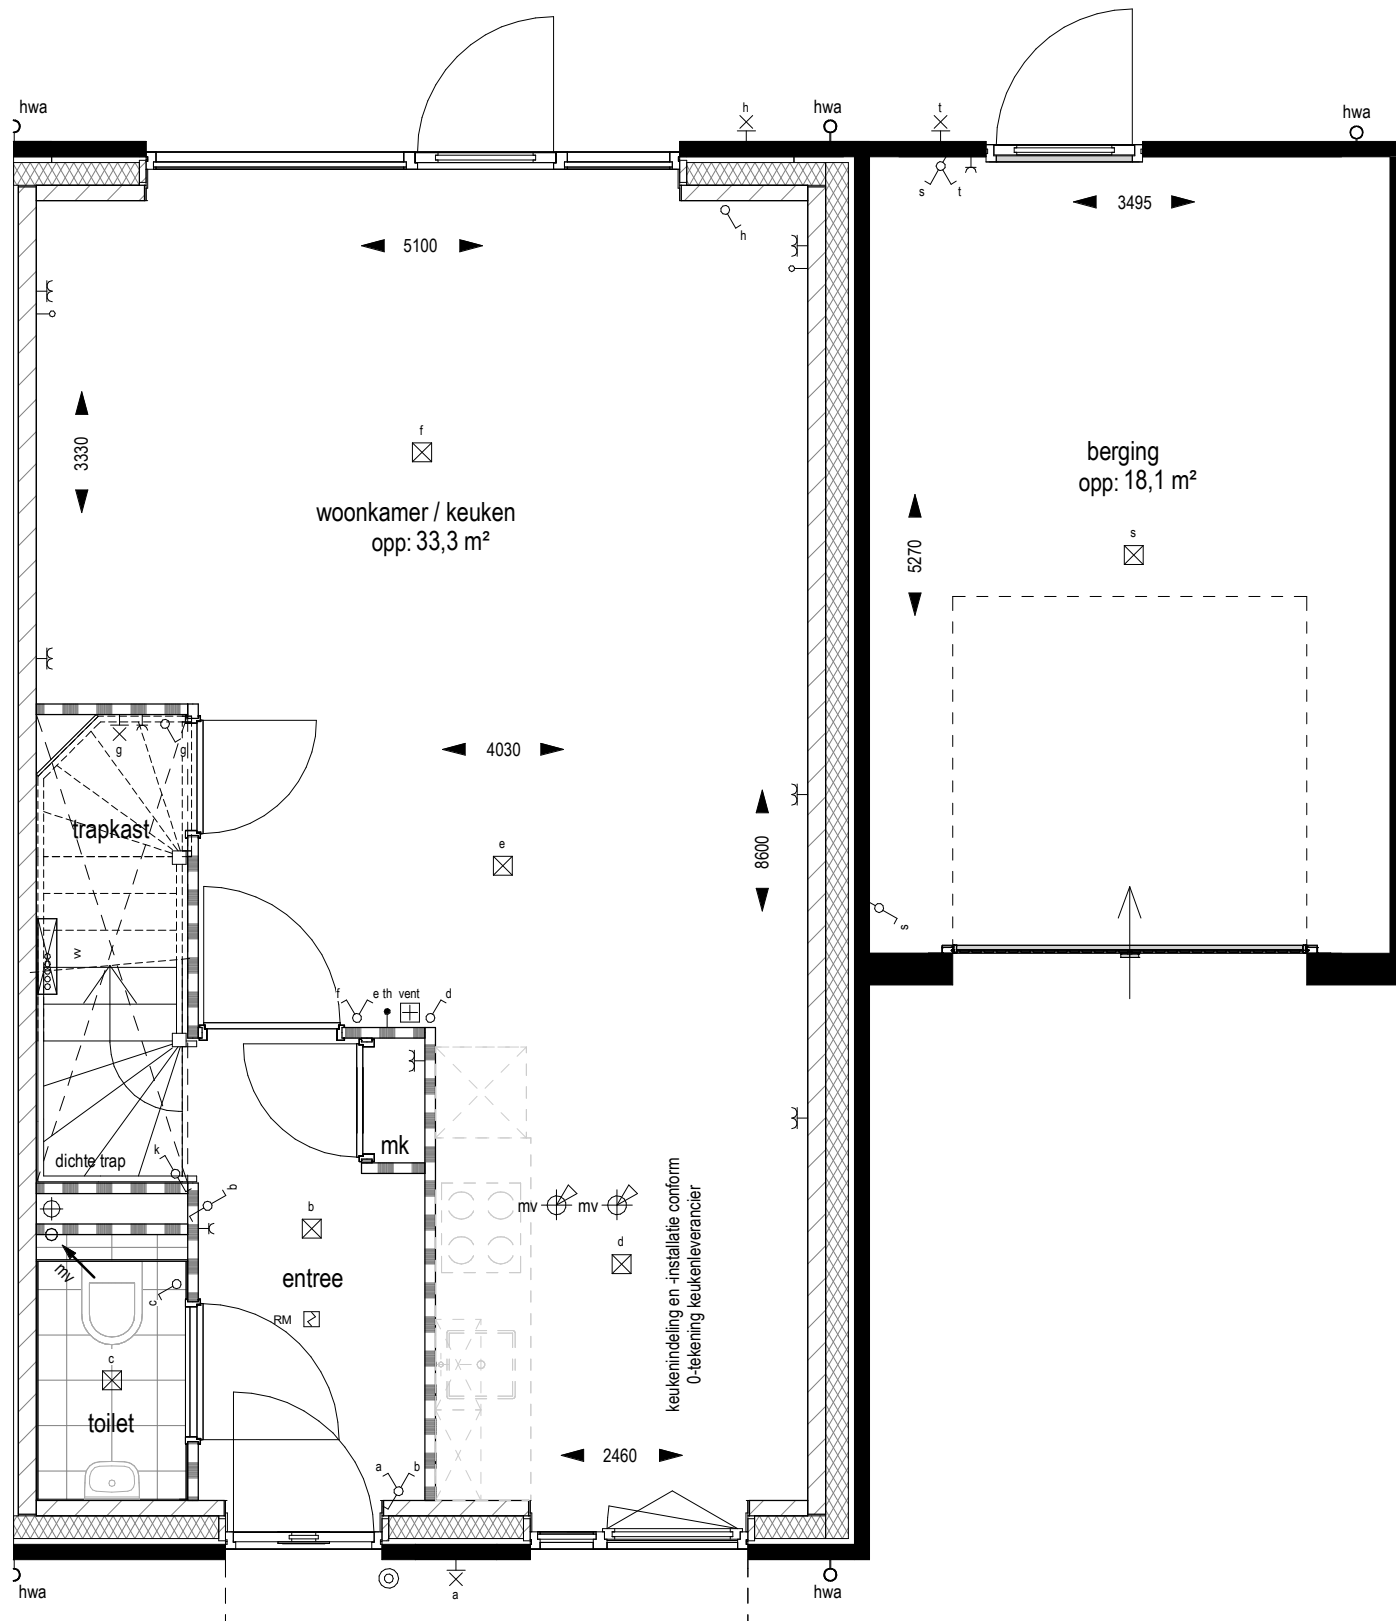 hwa
h
hwa
t
hwa
s
t
3495
h
5100
3330
f
woonkamer / keuken
opp: 33,3 m²
berging
opp: 18,1 m²
5270
s
g
g
4030
trapkast
e
8600
s
vv
f
e
th
vent
d
mk
k
dichte trap
b
b
mv
mv
d
keukenindeling en -installatie conform
0-tekening keukenleverancier
mv
entree
c
RM
c
toilet
a
b
2460
hwa
a
hwa